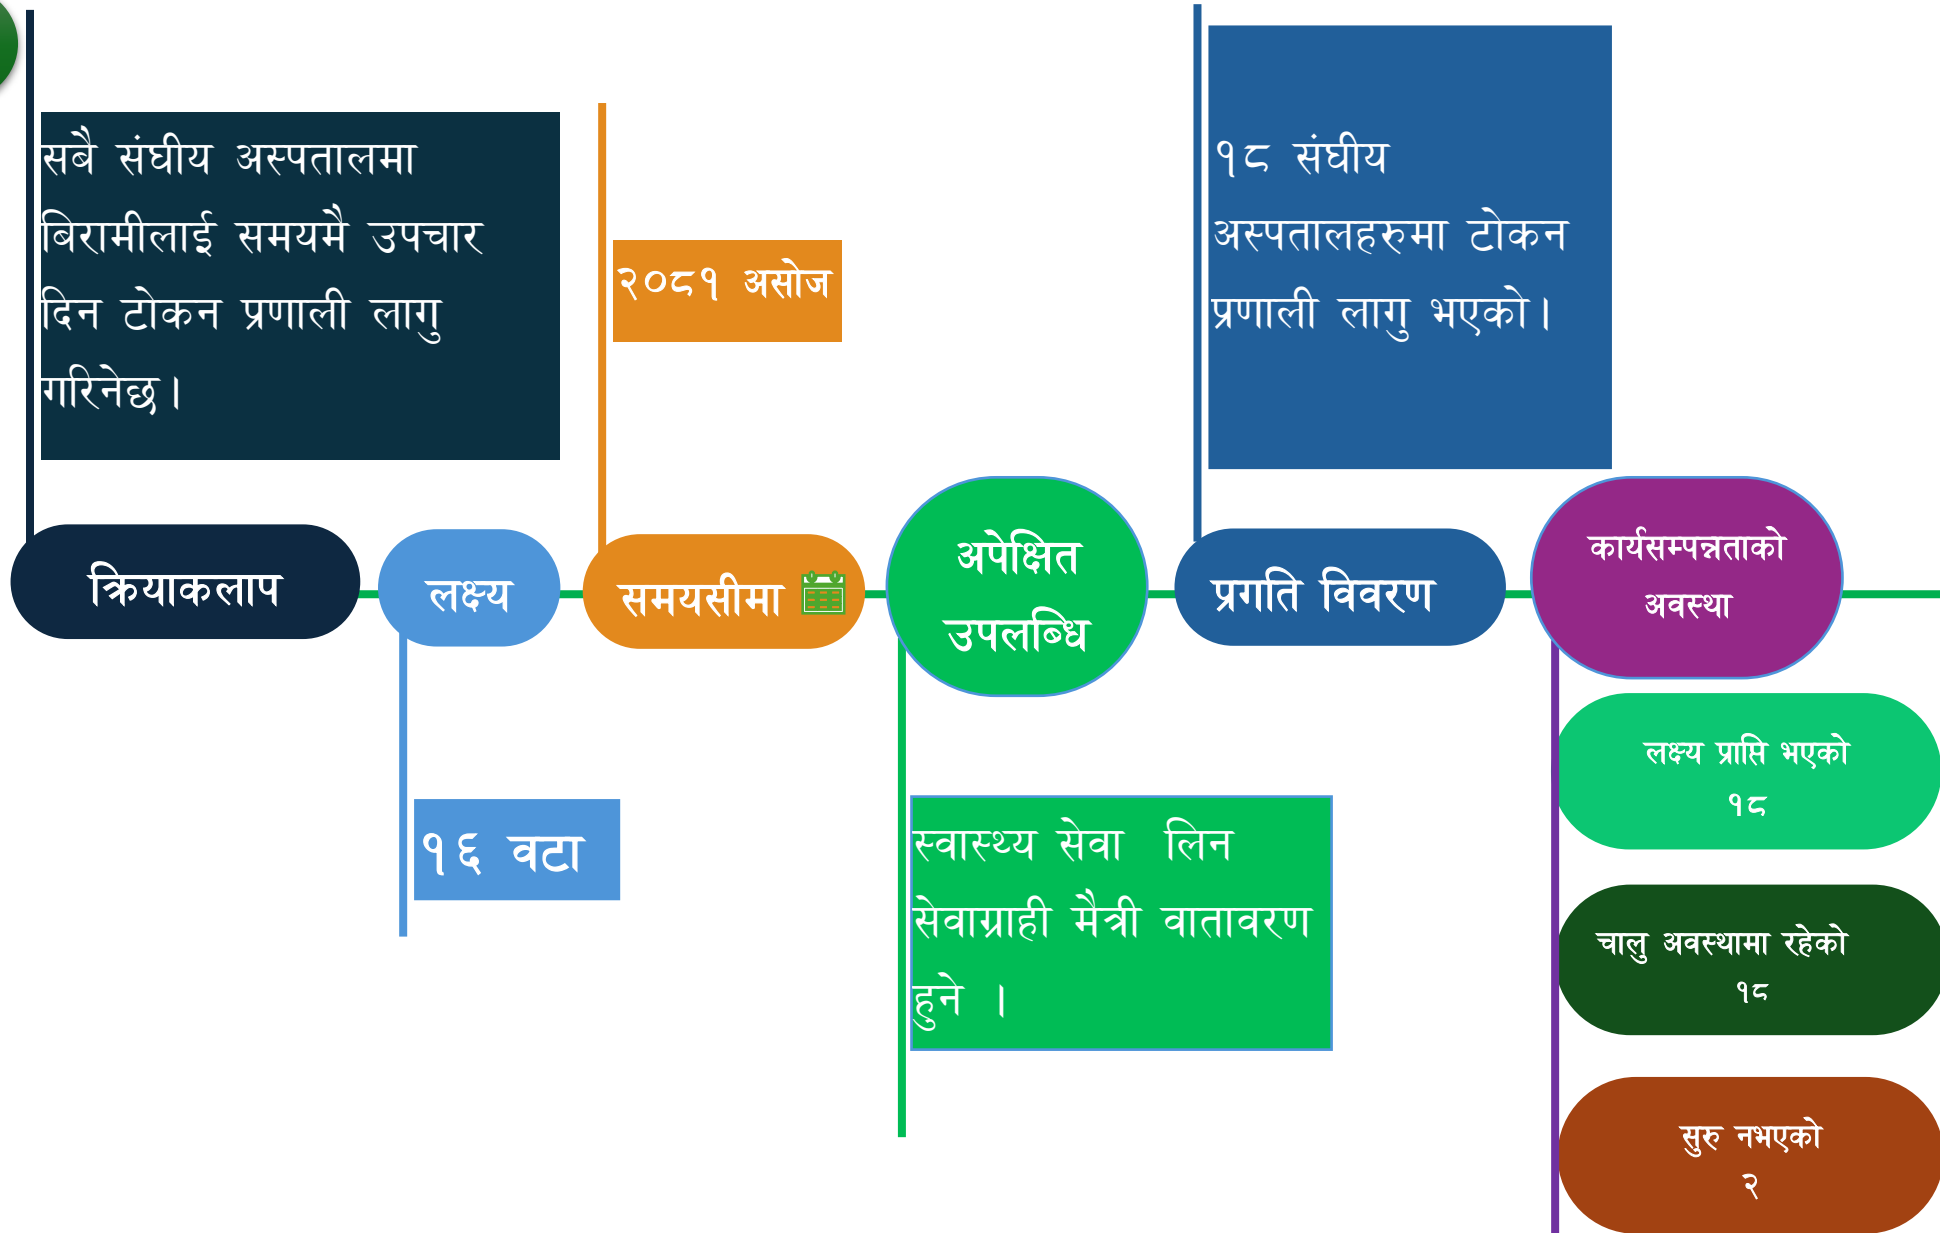 सबै संघीय अस्पतालमा
बिरामीलाई समयमै उपचार
दिन टोकन प्रणाली लागु
गरिनेछ।
२०८१ असोज
१८ संघीय
अस्पतालहरुमा टोकन
प्रणाली लागु भएको।
क्रियाकलाप
लक्ष्य
समयसीमा
अपेक्षित
उपलब्धि
प्रगति विवरण
कार्यसम्पन्नताको
अवस्था
१६ वटा
स्वास्थ्य सेवा लिन
सेवाग्राही मैत्री वातावरण
हुने ।
लक्ष्य प्राप्ति भएको
१८
चालु अवस्थामा रहेको
१८
सुरु नभएको
२